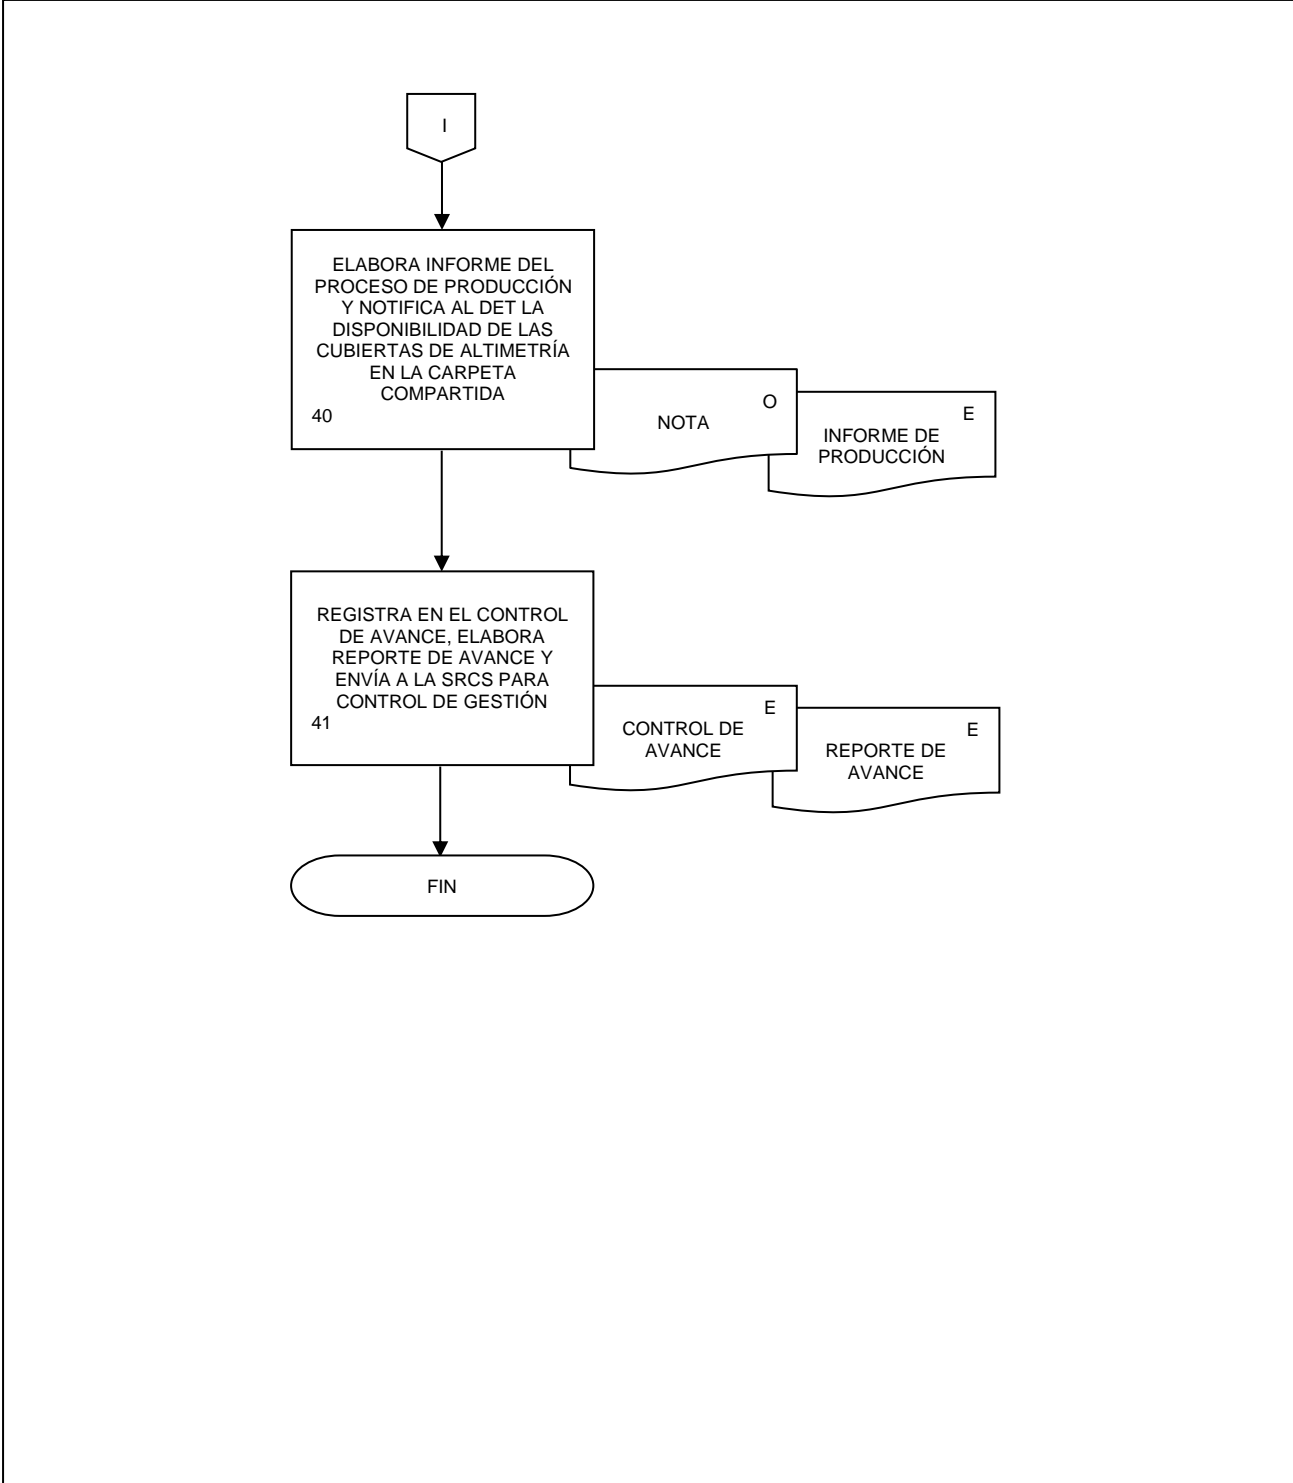 I
ELABORA INFORME DEL
PROCESO DE PRODUCCIÓN
Y NOTIFICA AL DET LA
DISPONIBILIDAD DE LAS
CUBIERTAS DE ALTIMETRÍA
EN LA CARPETA
COMPARTIDA
40
O
NOTA
E
INFORME DE
PRODUCCIÓN
REGISTRA EN EL CONTROL
DE AVANCE, ELABORA
REPORTE DE AVANCE Y
ENVÍA A LA SRCS PARA
CONTROL DE GESTIÓN
41
E
CONTROL DE
AVANCE
E
REPORTE DE
AVANCE
FIN